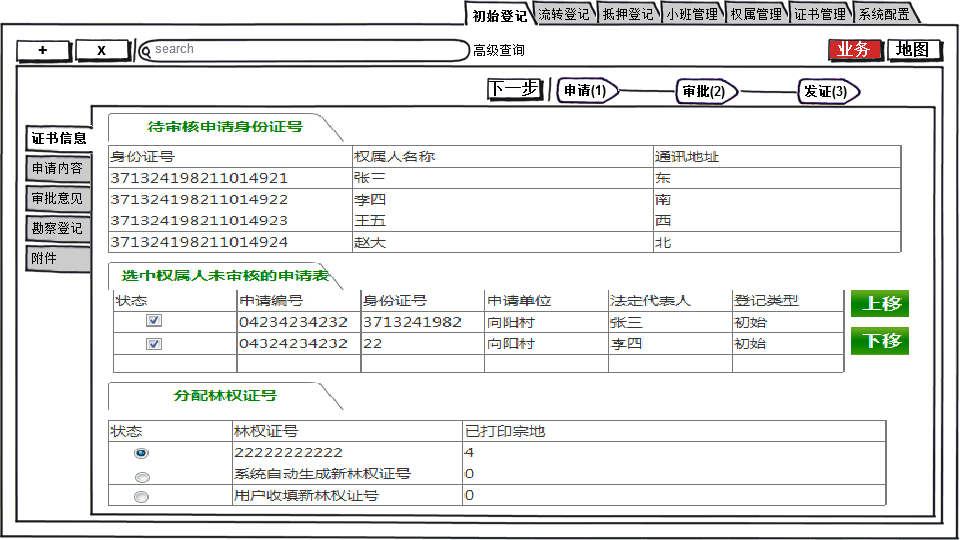 初始登记 流转登记 抵押登记 小班管理 权属管理 证书管理 系统配置
+ x search 高级查询 业务 地图
下一步 申请(1) 审批(2) 发证(3)
证书信息
申请内容
审批意见
勘察登记
附件
待审核申请身份证号
身份证号 权属人名称 通讯地址
371324198211014921 张三 东
371324198211014922 李四 南
371324198211014923 王五 西
371324198211014924 赵大 北
选中权属人未审核的申请表
状态 申请编号 身份证号 申请单位 法定代表人 登记类型
04234234232 3713241982 向阳村 张三 初始
04324234232 22 向阳村 李四 初始
上移
下移
分配林权证号
状态 林权证号 已打印宗地
22222222222 4
系统自动生成新林权证号 0
用户收填新林权证号 0